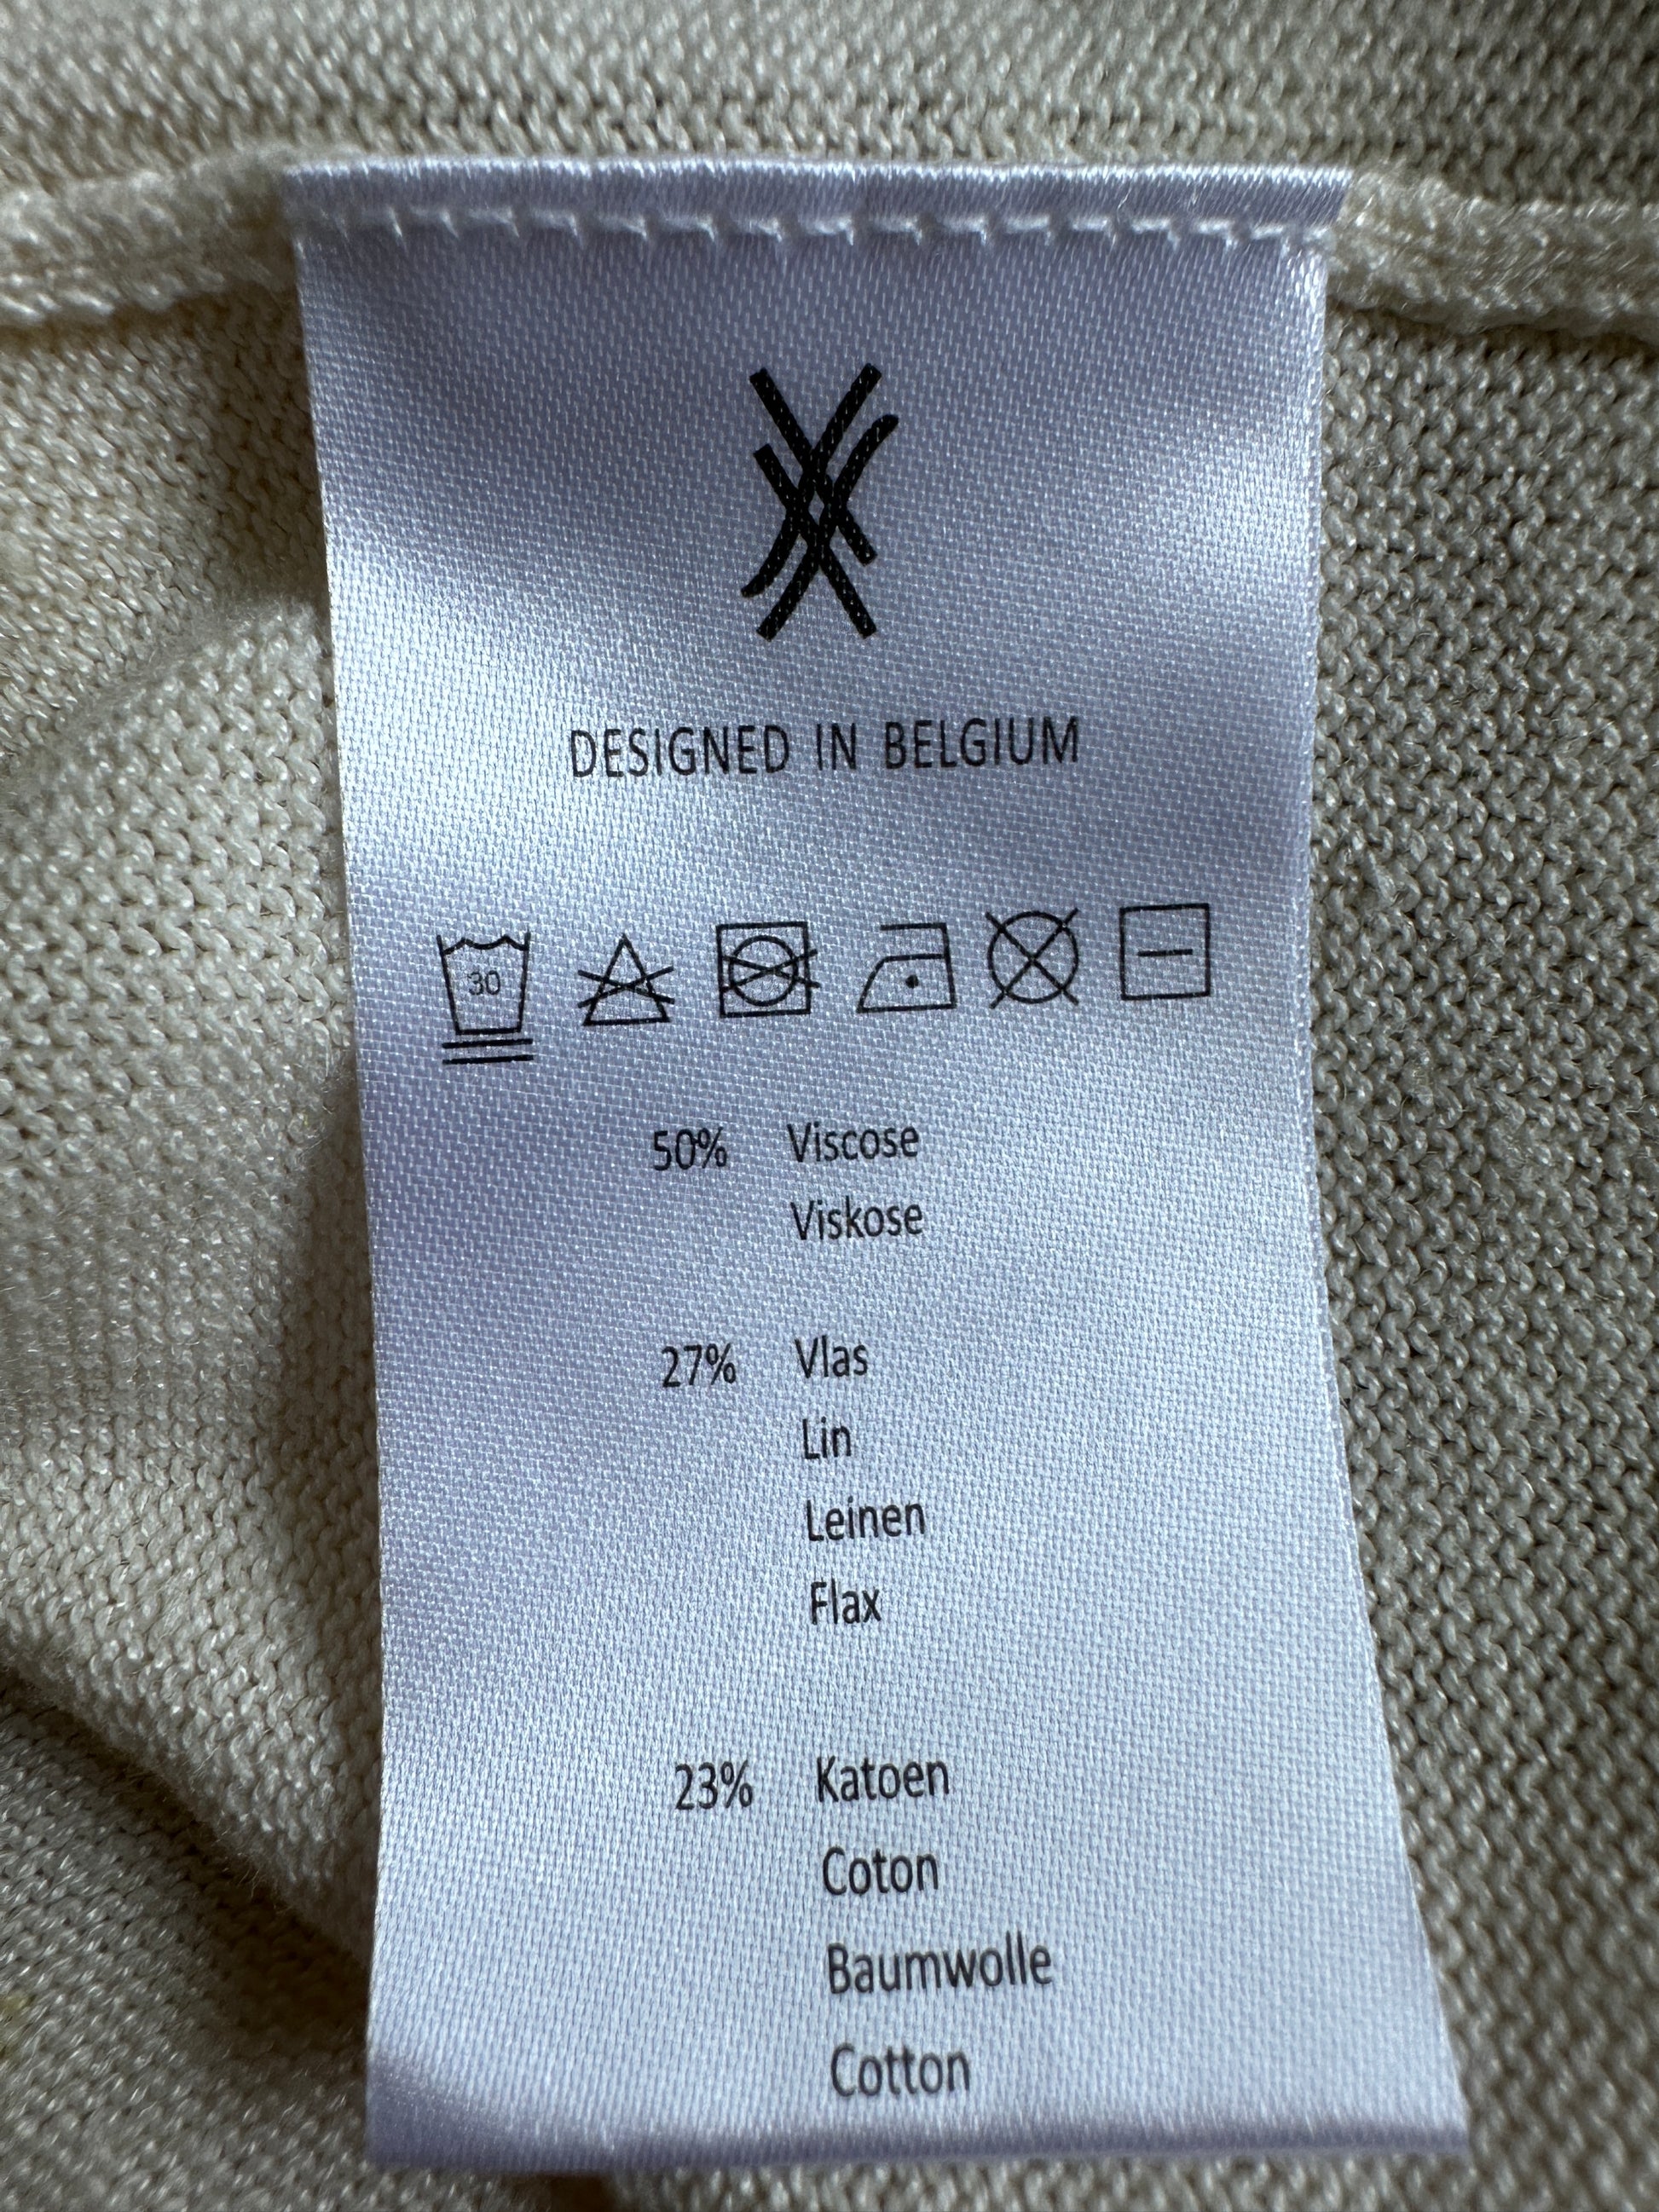 DESIGNED IN BELGIUM
30
50% Viscose
Viskose
27% Vlas
Lin
Leinen
Flax
23% Katoen
Coton
Baumwolle
Cotton